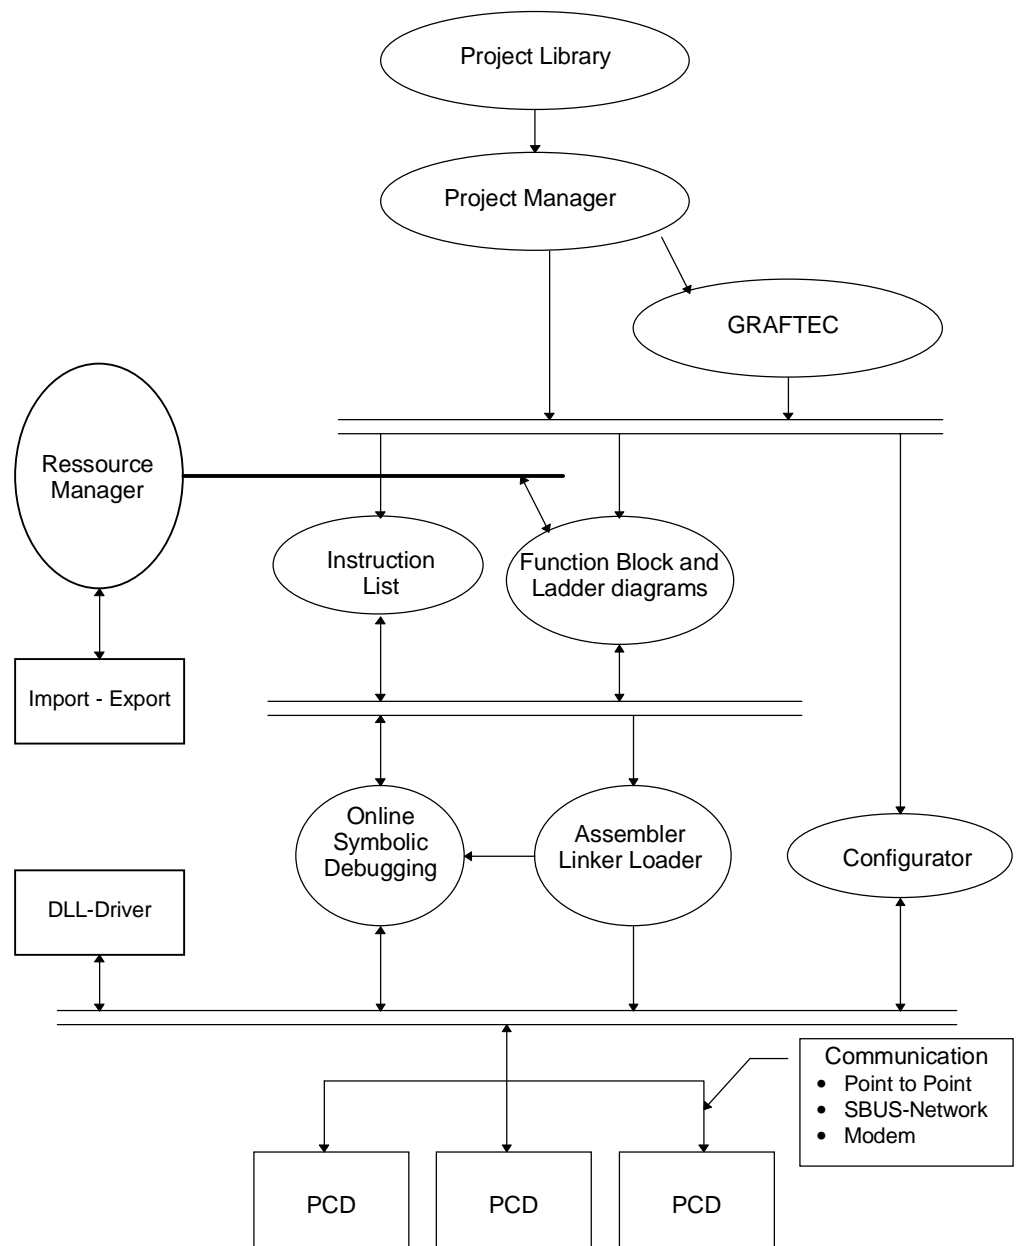 Project Library
Project Manager
GRAFTEC
Ressource
Manager
Instruction
List
Function Block and
Ladder diagrams
Import - Export
Online
Symbolic
Debugging
Assembler
Linker Loader
Configurator
DLL-Driver
Communication
• Point to Point
• SBUS-Network
• Modem
PCD
PCD
PCD